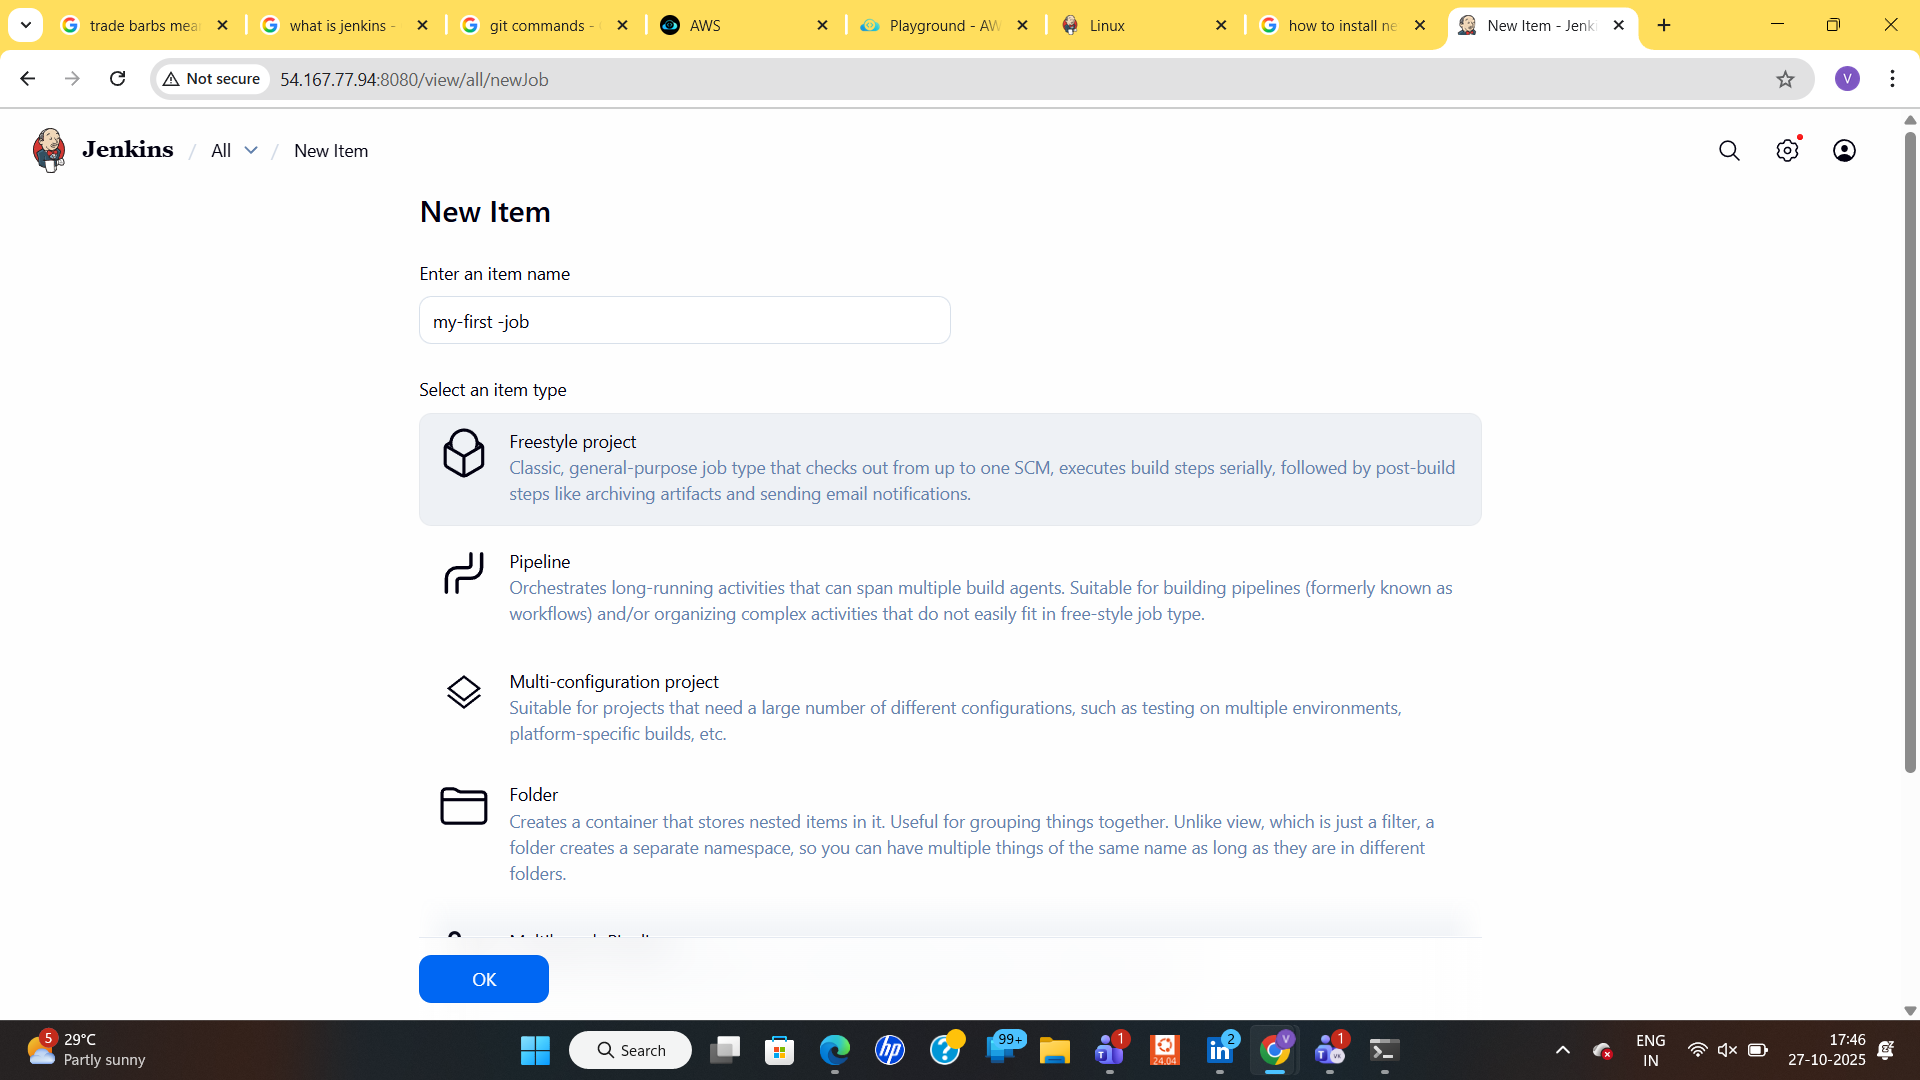 trade barbs mea
what is jenkins -
git commands -
AWS
Playground - AW
Linux
how to install ne
New Item - Jenki
Not secure
54.167.77.94:8080/view/all/newJob
V
Jenkins / All / New Item
New Item
Enter an item name
my-first -job
Select an item type
Freestyle project
Classic, general-purpose job type that checks out from up to one SCM, executes build steps serially, followed by post-build
steps like archiving artifacts and sending email notifications.
Pipeline
Orchestrates long-running activities that can span multiple build agents. Suitable for building pipelines (formerly known as
workflows) and/or organizing complex activities that do not easily fit in free-style job type.
Multi-configuration project
Suitable for projects that need a large number of different configurations, such as testing on multiple environments,
platform-specific builds, etc.
Folder
Creates a container that stores nested items in it. Useful for grouping things together. Unlike view, which is just a filter, a
folder creates a separate namespace, so you can have multiple things of the same name as long as they are in different
folders.
OK
5
29°C
Partly sunny
Search
hp
99+
1
24.04
2
V
1
VK
ENG
IN
17:46
27-10-2025